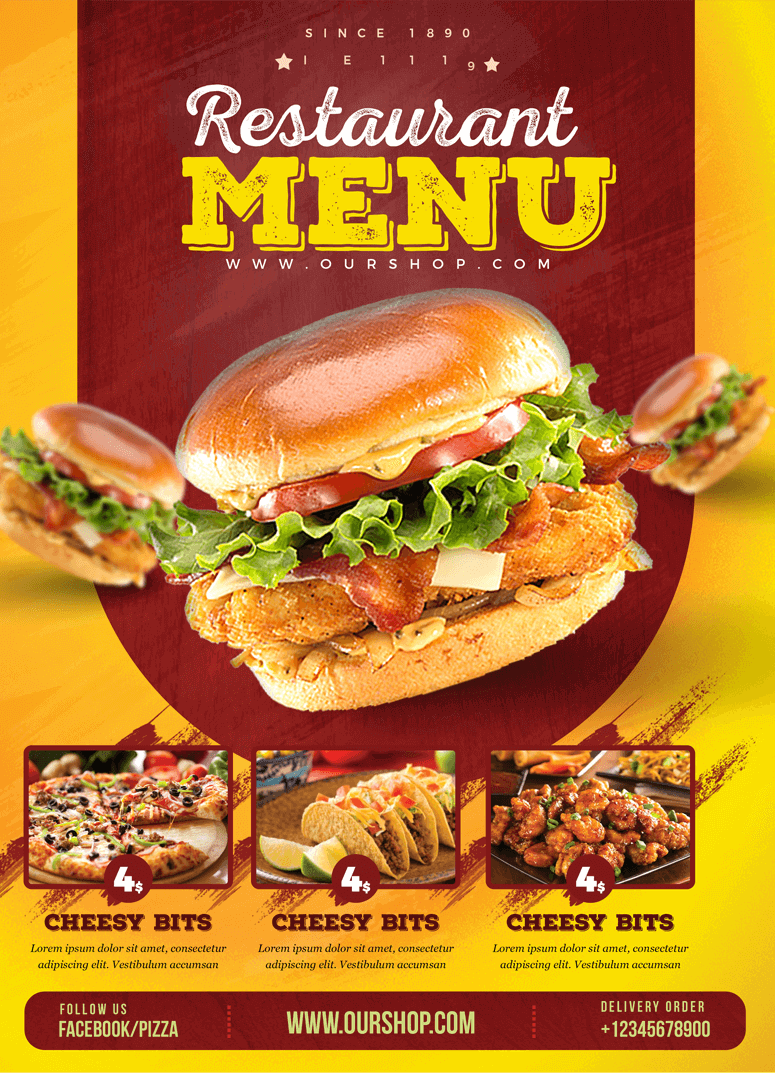 SINCE 1890
I E 1 1 1 9
Restaurant
MENU
WWW.OURSHOP.COM
4$ 4$ 4$
CHEESY BITS CHEESY BITS CHEESY BITS
Lorem ipsum dolor sit amet, consectetur Lorem ipsum dolor sit amet, consectetur Lorem ipsum dolor sit amet, consectetur
adipiscing elit. Vestibulum accumsan adipiscing elit. Vestibulum accumsan adipiscing elit. Vestibulum accumsan
FOLLOW US
FACEBOOK/PIZZA
WWW.OURSHOP.COM
DELIVERY ORDER
+12345678900